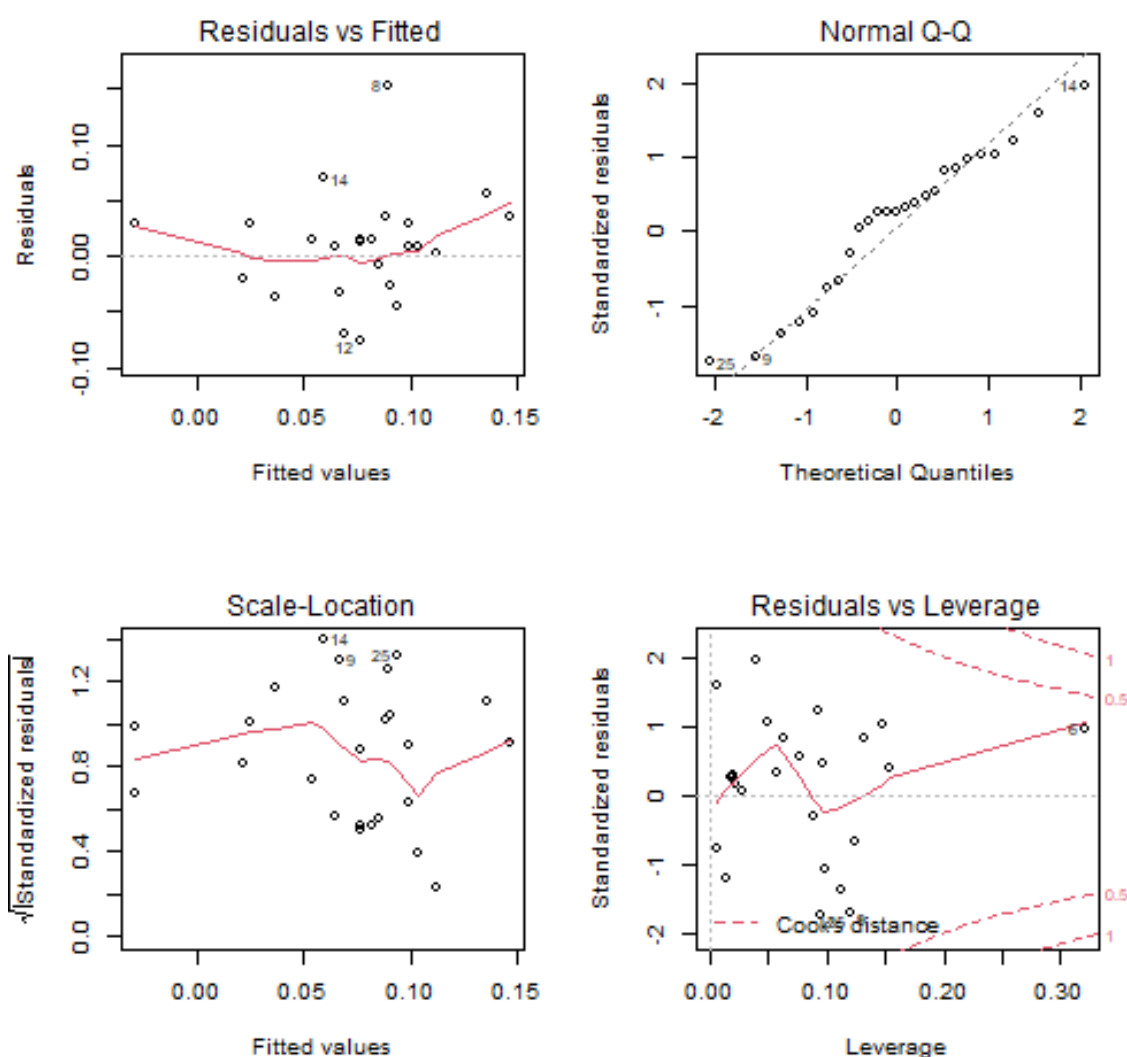 Residuals vs Fitted
Residuals
0.10
0.00
-0.10
8
14
12
0.00 0.05 0.10 0.15
Fitted values
Normal Q-Q
Standardized residuals
2
1
0
-1
14
25
9
-2 -1 0 1 2
Theoretical Quantiles
Scale-Location
√|Standardized residuals|
1.2
0.8
0.4
0.0
14
9
25
0.00 0.05 0.10 0.15
Fitted values
Residuals vs Leverage
Standardized residuals
2
1
0
-1
-2
1
0.5
0.5
1
Cook's distance
0.00 0.10 0.20 0.30
Leverage